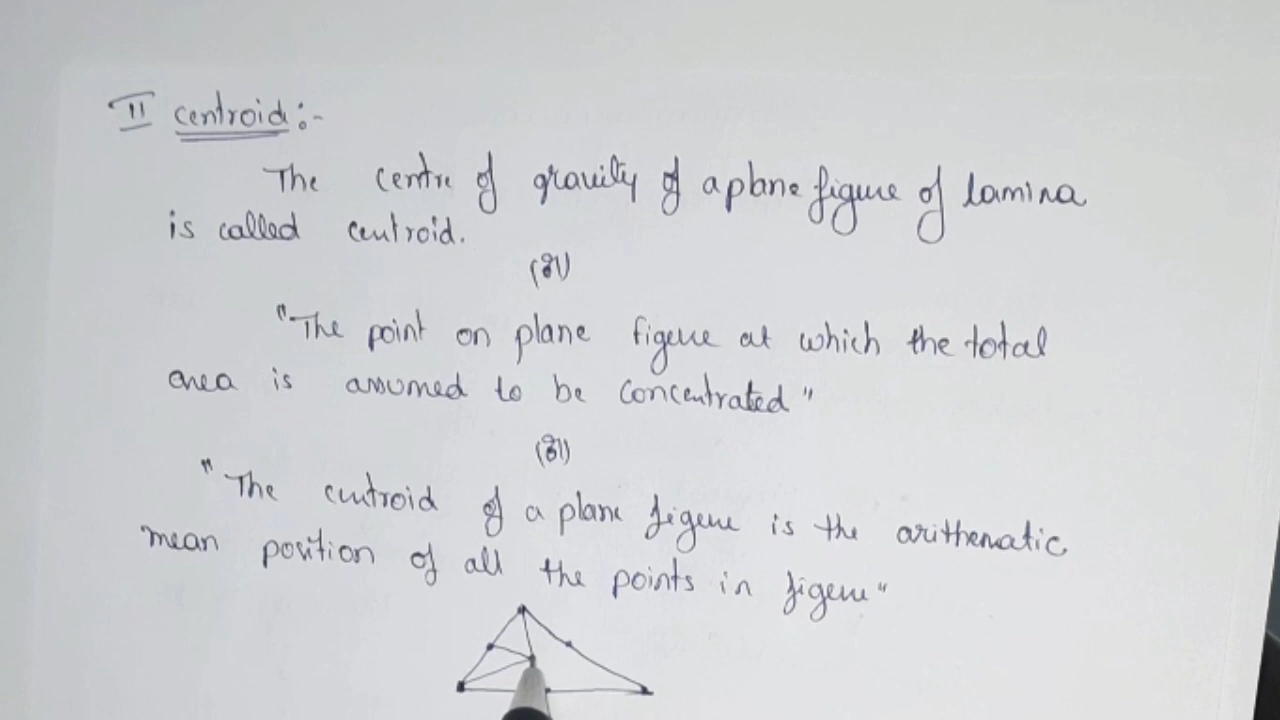 II centroid:-
The centre of gravity of a plane figure of lamina
is called centroid.
(or)
"The point on plane figure at which the total
area is assumed to be concentrated"
(or)
"The centroid of a plane figure is the arithematic
mean position of all the points in figure"